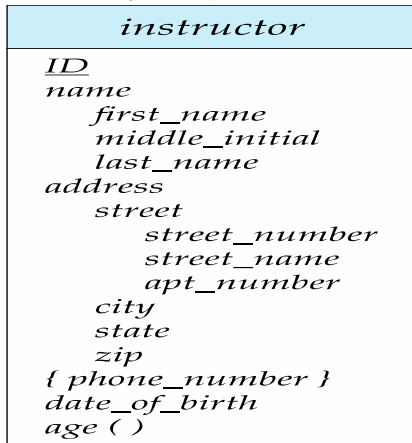 instructor
ID
name
first_name
middle_initial
last_name
address
street
street_number
street_name
apt_number
city
state
zip
{ phone_number }
date_of_birth
age ( )